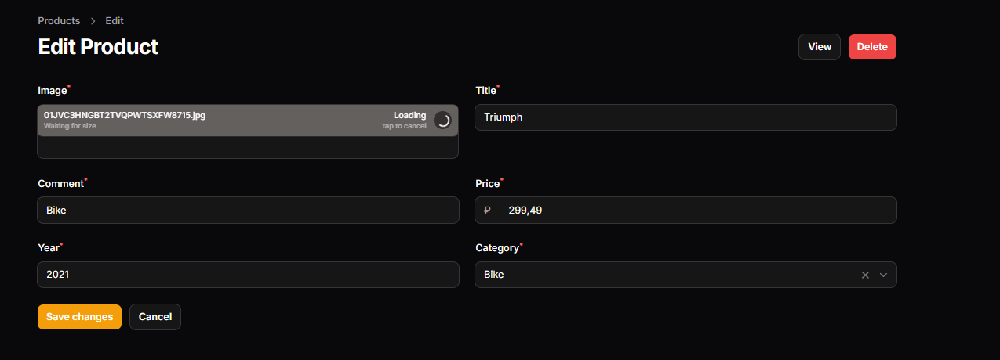 Products > Edit
Edit Product
View
Delete
Image*
01JVC3HNGBT2TVQPWTSXFW8715.jpg
Waiting for size
Loading
tap to cancel
Title*
Triumph
Comment*
Bike
Price*
₽ 299,49
Year*
2021
Category*
Bike
Save changes
Cancel